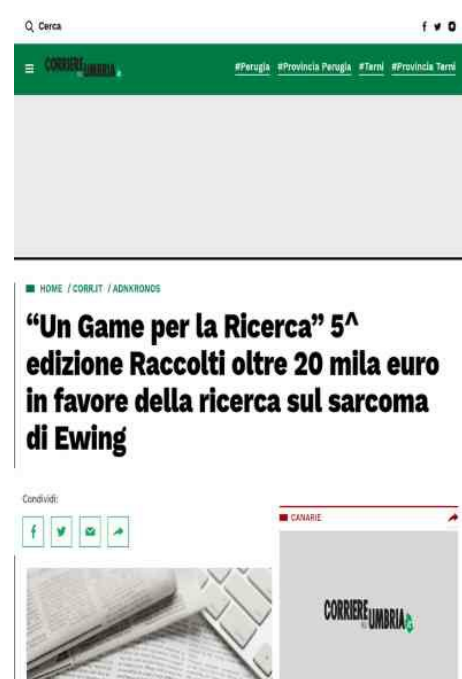 Cerca
CORRIERE DELL' UMBRIA
#Perugia #Provincia Perugia #Terni #Provincia Terni
HOME / CORR.IT / ADNKRONOS
“Un Game per la Ricerca” 5^
edizione Raccolti oltre 20 mila euro
in favore della ricerca sul sarcoma
di Ewing
Condividi:
CANARIE
CORRIERE UMBRIA